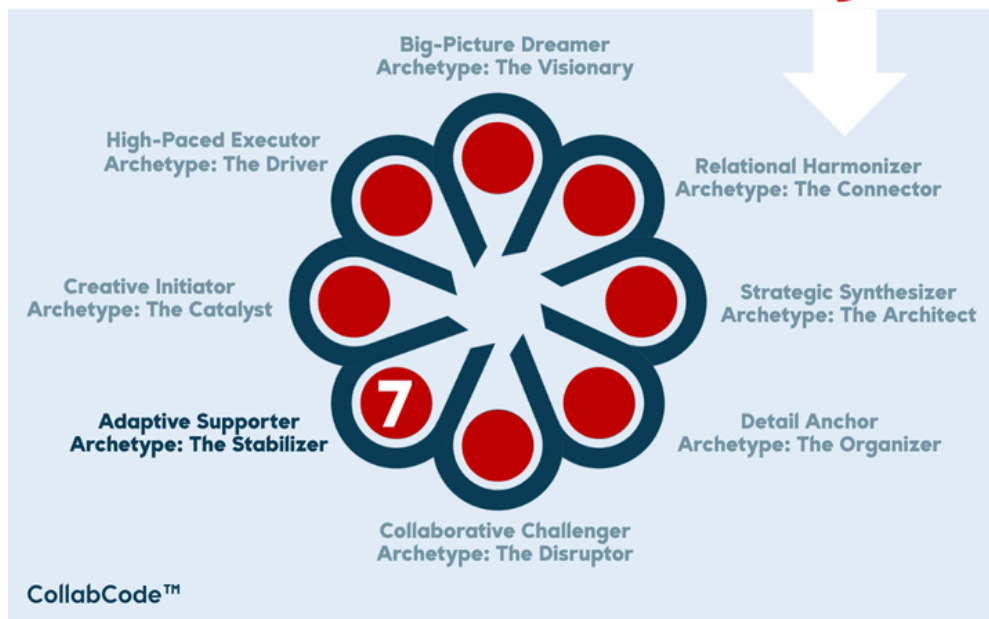 Big-Picture Dreamer
Archetype: The Visionary
High-Paced Executor
Archetype: The Driver
Relational Harmonizer
Archetype: The Connector
Creative Initiator
Archetype: The Catalyst
Strategic Synthesizer
Archetype: The Architect
7
Adaptive Supporter
Archetype: The Stabilizer
Detail Anchor
Archetype: The Organizer
Collaborative Challenger
Archetype: The Disruptor
CollabCode™